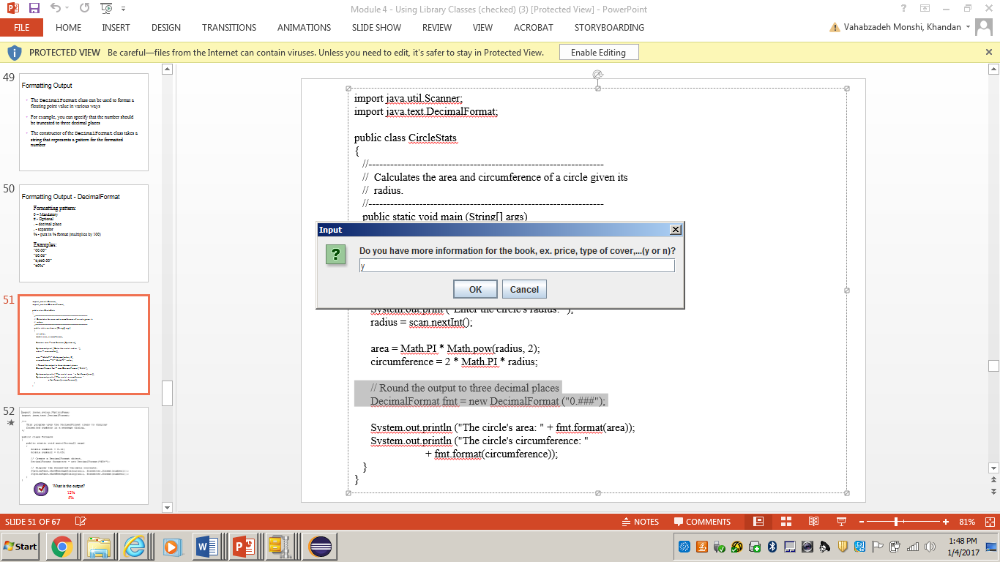 Module 4 - Using Library Classes (checked) (3) [Protected View] - PowerPoint
FILE HOME INSERT DESIGN TRANSITIONS ANIMATIONS SLIDE SHOW REVIEW VIEW ACROBAT STORYBOARDING Vahabzadeh Monshi, Khandan
PROTECTED VIEW Be careful—files from the Internet can contain viruses. Unless you need to edit, it's safer to stay in Protected View. Enable Editing
49
Formatting Output
• The DecimalFormat class can be used to format a
floating point value in various ways
• For example, you can specify that the number should
be truncated to three decimal places
• The constructor of the DecimalFormat class takes a
string that represents a pattern for the formatted
number
50
Formatting Output - DecimalFormat
Formatting pattern:
0 – Mandatory
# - Optional
. – decimal place
, - separator
% - puts in % format (multiplies by 100)
Examples:
"00.00"
"#0.0#"
"#,##0.00"
"#0%"
51
52
What is the output?
12%
5%
import java.util.Scanner;
import java.text.DecimalFormat;
public class CircleStats
{
//-----------------------------------------------------------------
// Calculates the area and circumference of a circle given its
// radius.
//-----------------------------------------------------------------
public static void main (String[] args)
Input
Do you have more information for the book, ex. price, type of cover,...(y or n)?
y
OK Cancel
System.out.print ("Enter the circle's radius: ");
radius = scan.nextInt();
area = Math.PI * Math.pow(radius, 2);
circumference = 2 * Math.PI * radius;
// Round the output to three decimal places
DecimalFormat fmt = new DecimalFormat ("0.###");
System.out.println ("The circle's area: " + fmt.format(area));
System.out.println ("The circle's circumference: "
+ fmt.format(circumference));
}
}
SLIDE 51 OF 67 NOTES COMMENTS 81%
Start 1:48 PM
1/4/2017